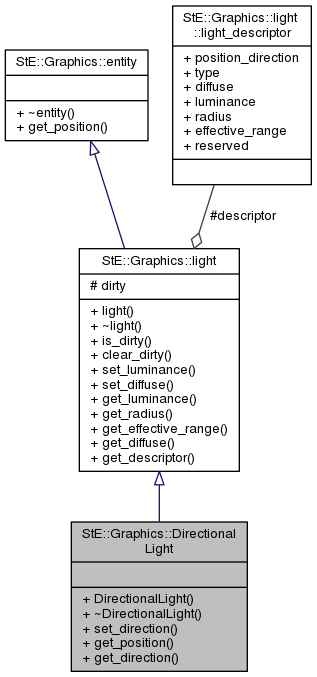 StE::Graphics::light
::light_descriptor
+ position_direction
+ type
+ diffuse
+ luminance
+ radius
+ effective_range
+ reserved
StE::Graphics::entity
+ ~entity()
+ get_position()
#descriptor
StE::Graphics::light
# dirty
+ light()
+ ~light()
+ is_dirty()
+ clear_dirty()
+ set_luminance()
+ set_diffuse()
+ get_luminance()
+ get_radius()
+ get_effective_range()
+ get_diffuse()
+ get_descriptor()
StE::Graphics::Directional
Light
+ DirectionalLight()
+ ~DirectionalLight()
+ set_direction()
+ get_position()
+ get_direction()